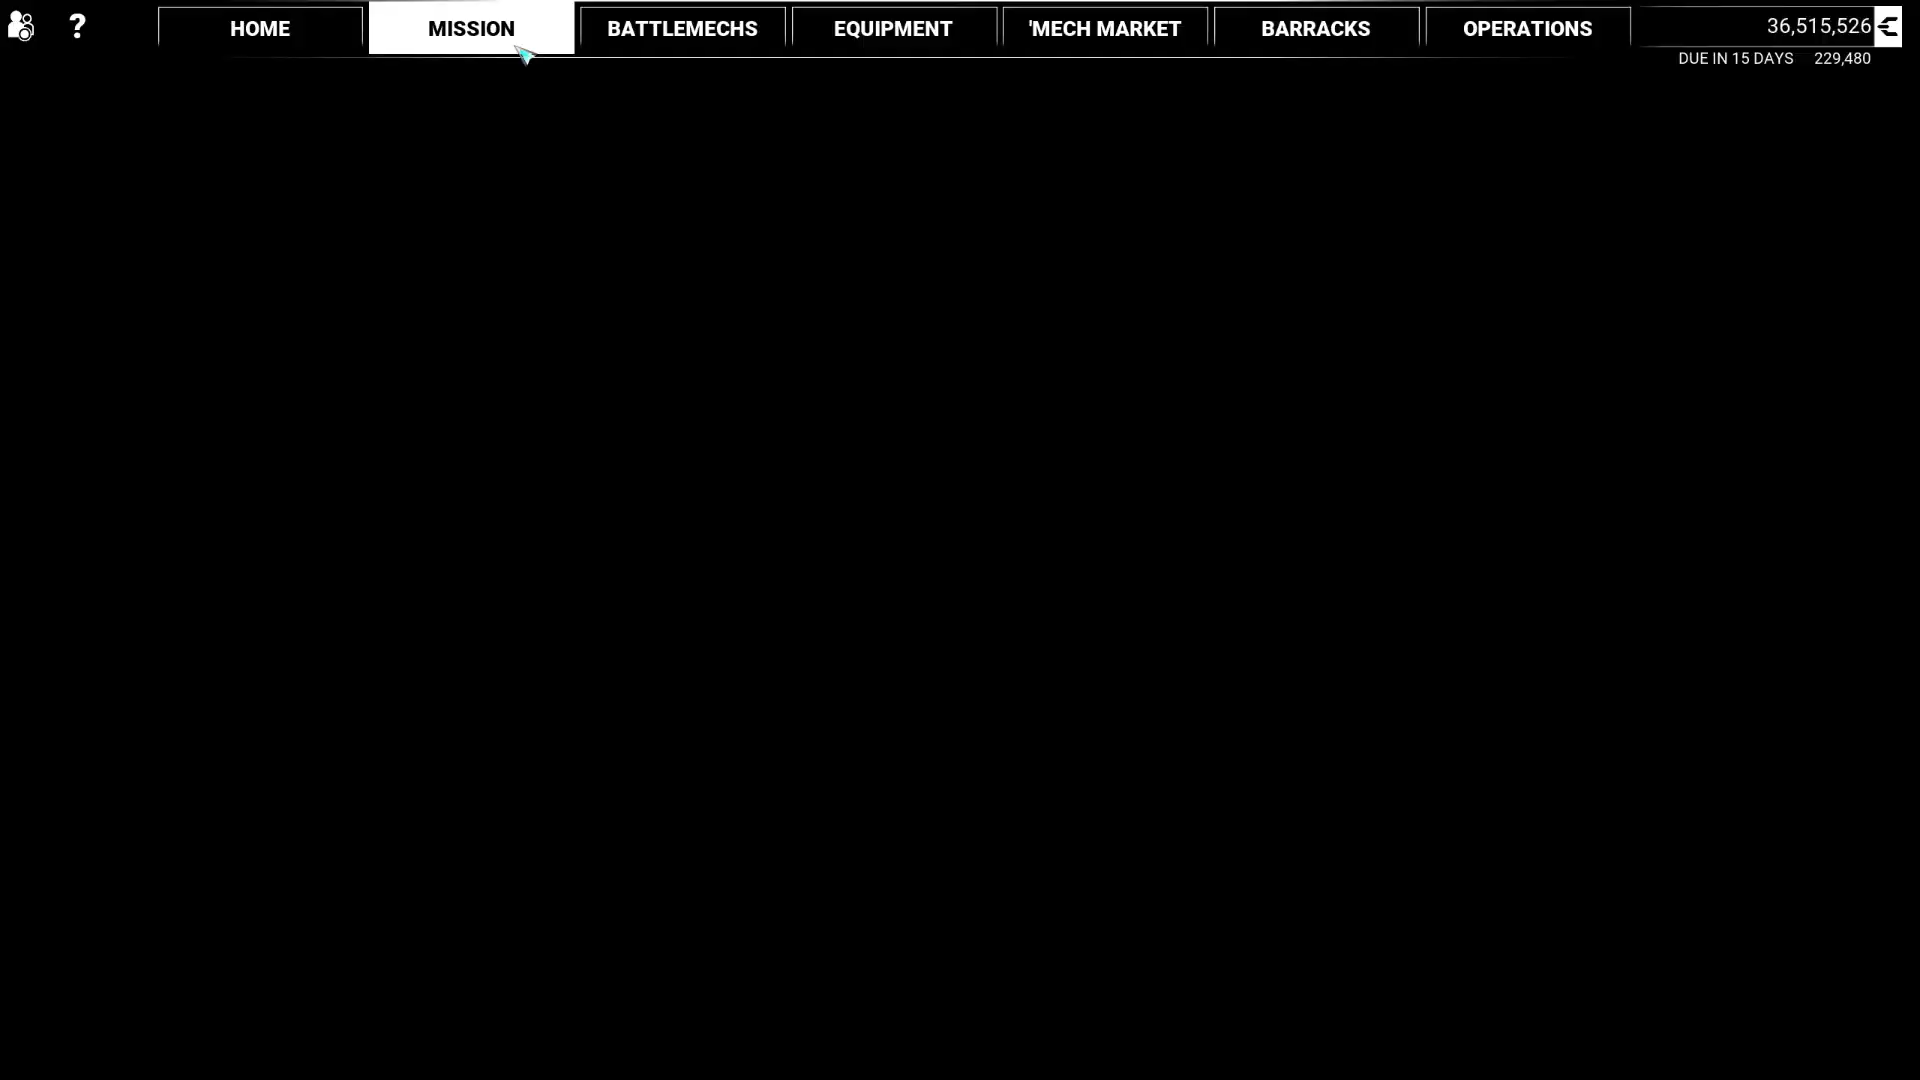 ?
HOME
MISSION
BATTLEMECHS
EQUIPMENT
'MECH MARKET
BARRACKS
OPERATIONS
36,515,526
DUE IN 15 DAYS 229,480